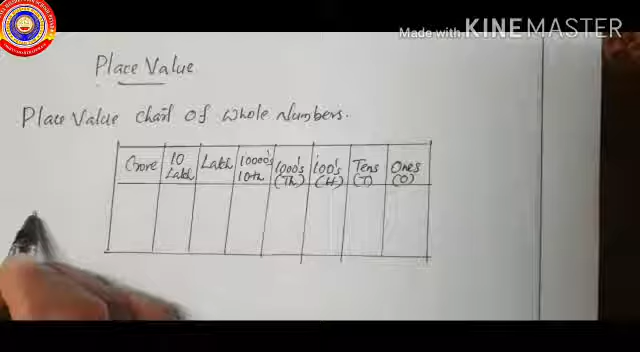 Made with KINEMASTER
Place Value
Place Value chart of whole Numbers.
Crore 10 Lakh Lakh 10000's 10th 1000's (Th) 100's (H) Tens (T) Ones (O)